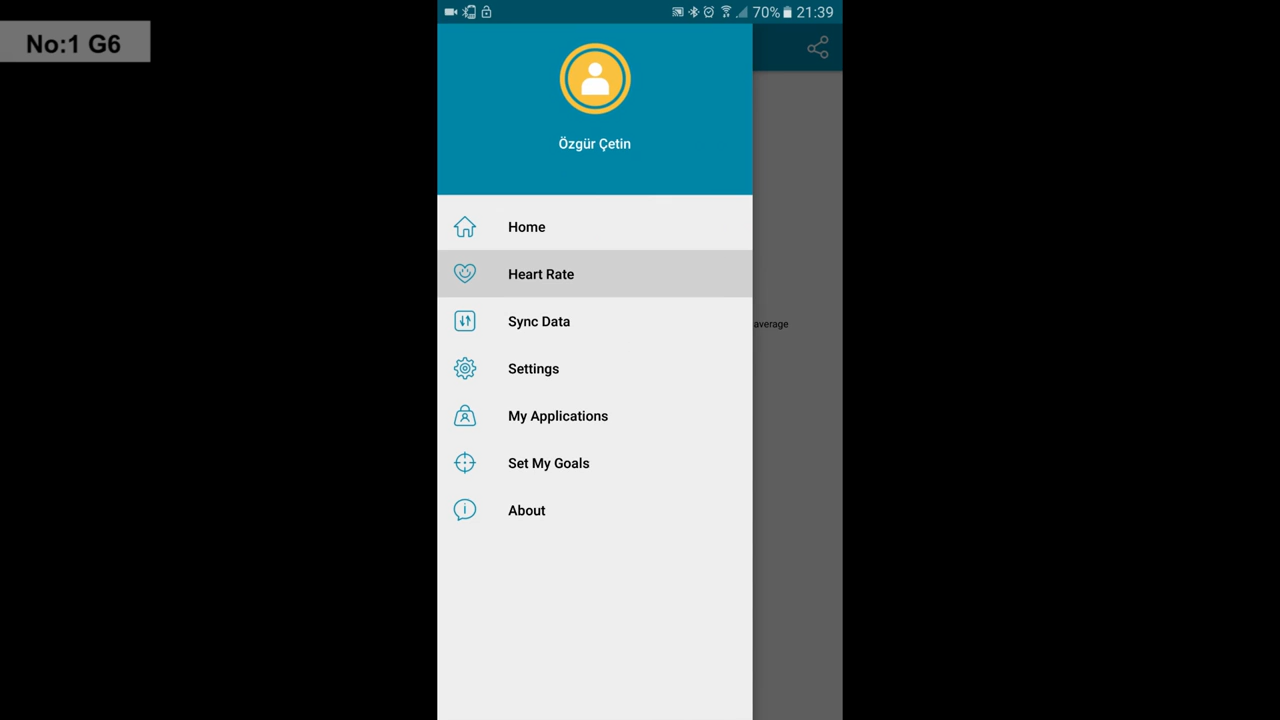 No:1 G6
70% 21:39
Özgür Çetin
Home
Heart Rate
Sync Data
average
Settings
My Applications
Set My Goals
About